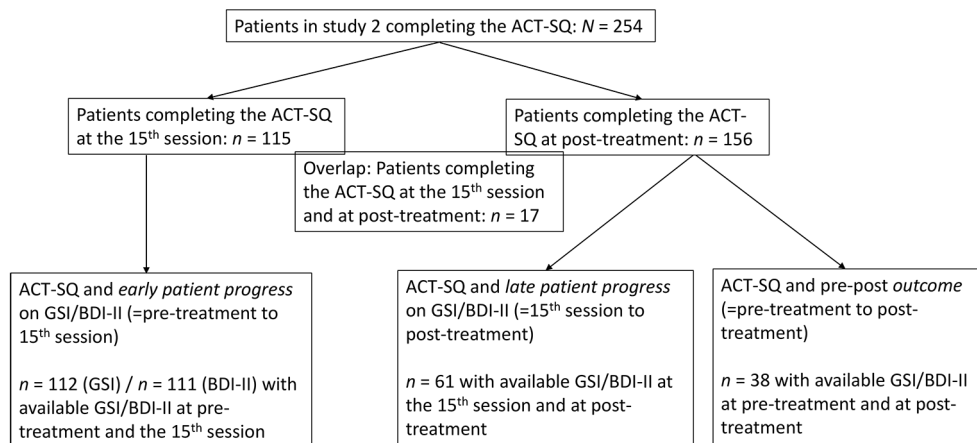 Patients in study 2 completing the ACT-SQ: N = 254
Patients completing the ACT-SQ
at the 15th session: n = 115
Patients completing the ACT-
SQ at post-treatment: n = 156
Overlap: Patients completing
the ACT-SQ at the 15th session
and at post-treatment: n = 17
ACT-SQ and early patient progress
on GSI/BDI-II (=pre-treatment to
15th session)
n = 112 (GSI) / n = 111 (BDI-II) with
available GSI/BDI-II at pre-
treatment and the 15th session
ACT-SQ and late patient progress
on GSI/BDI-II (=15th session to
post-treatment)
n = 61 with available GSI/BDI-II at
the 15th session and at post-
treatment
ACT-SQ and pre-post outcome
(=pre-treatment to post-
treatment)
n = 38 with available GSI/BDI-II
at pre-treatment and at post-
treatment